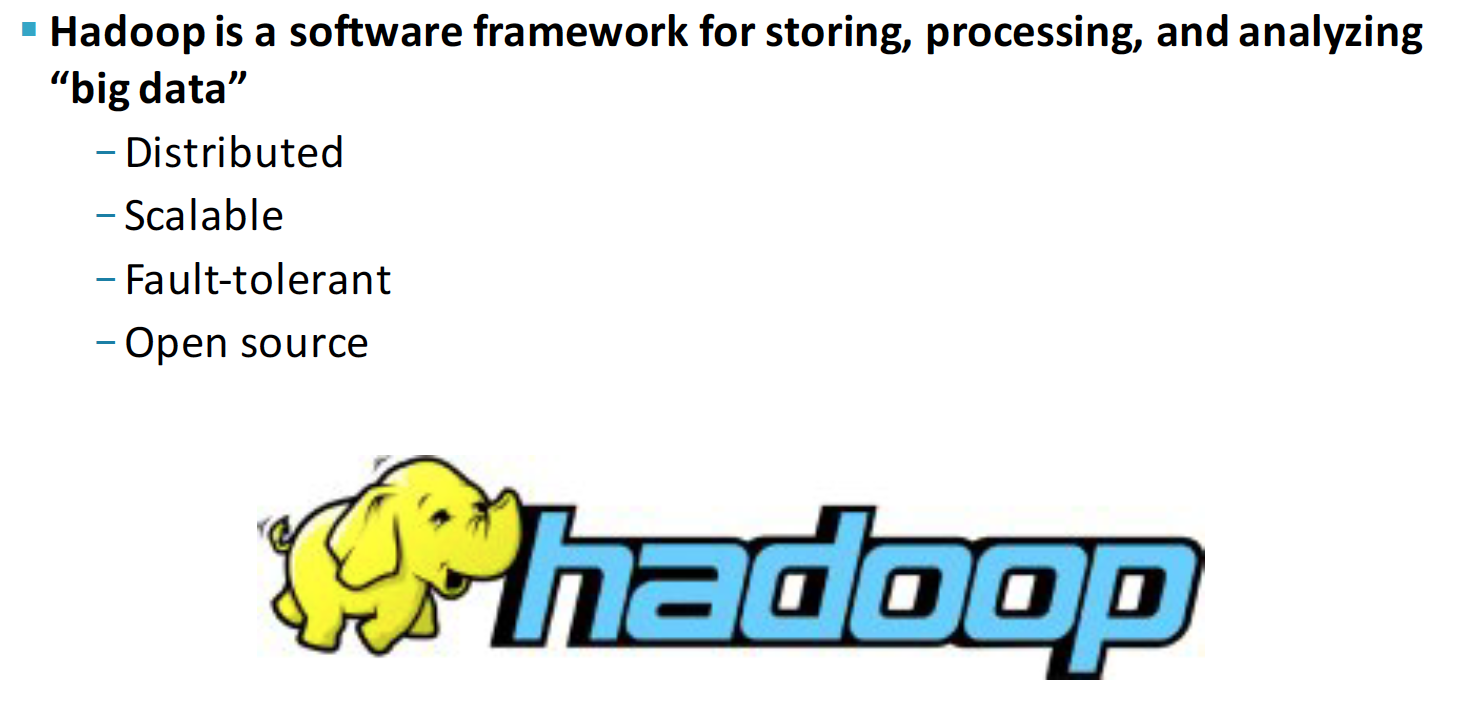 ▪ Hadoop is a software framework for storing, processing, and analyzing
“big data”
– Distributed
– Scalable
– Fault-tolerant
– Open source
hadoop